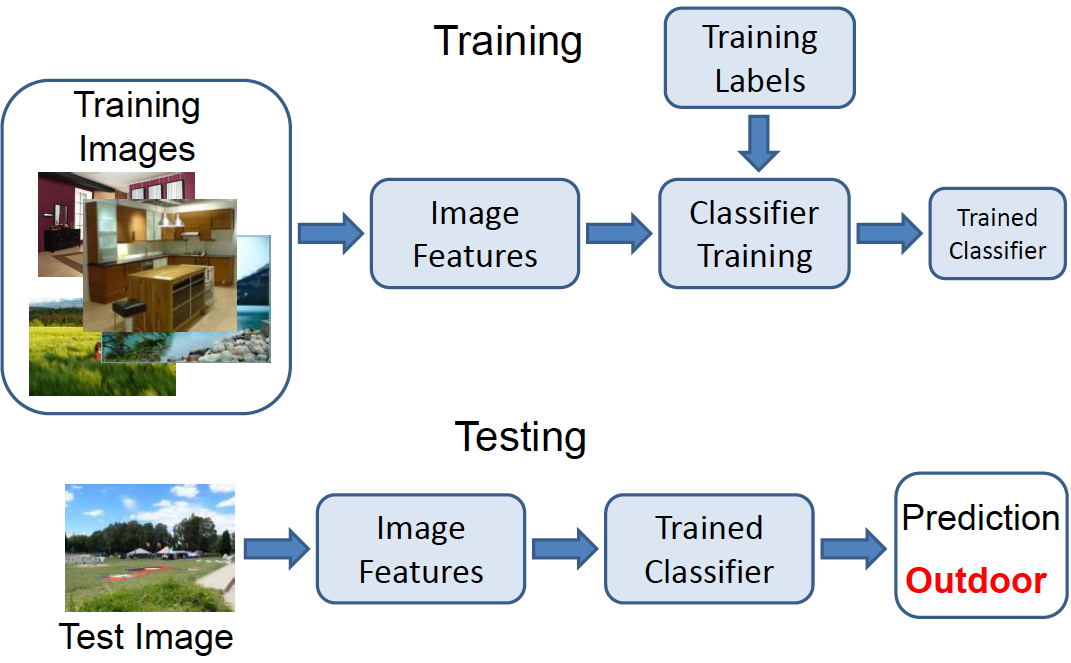 Training
Training
Labels
Training
Images
Image
Features
Classifier
Training
Trained
Classifier
Testing
Image
Features
Trained
Classifier
Prediction
Outdoor
Test Image